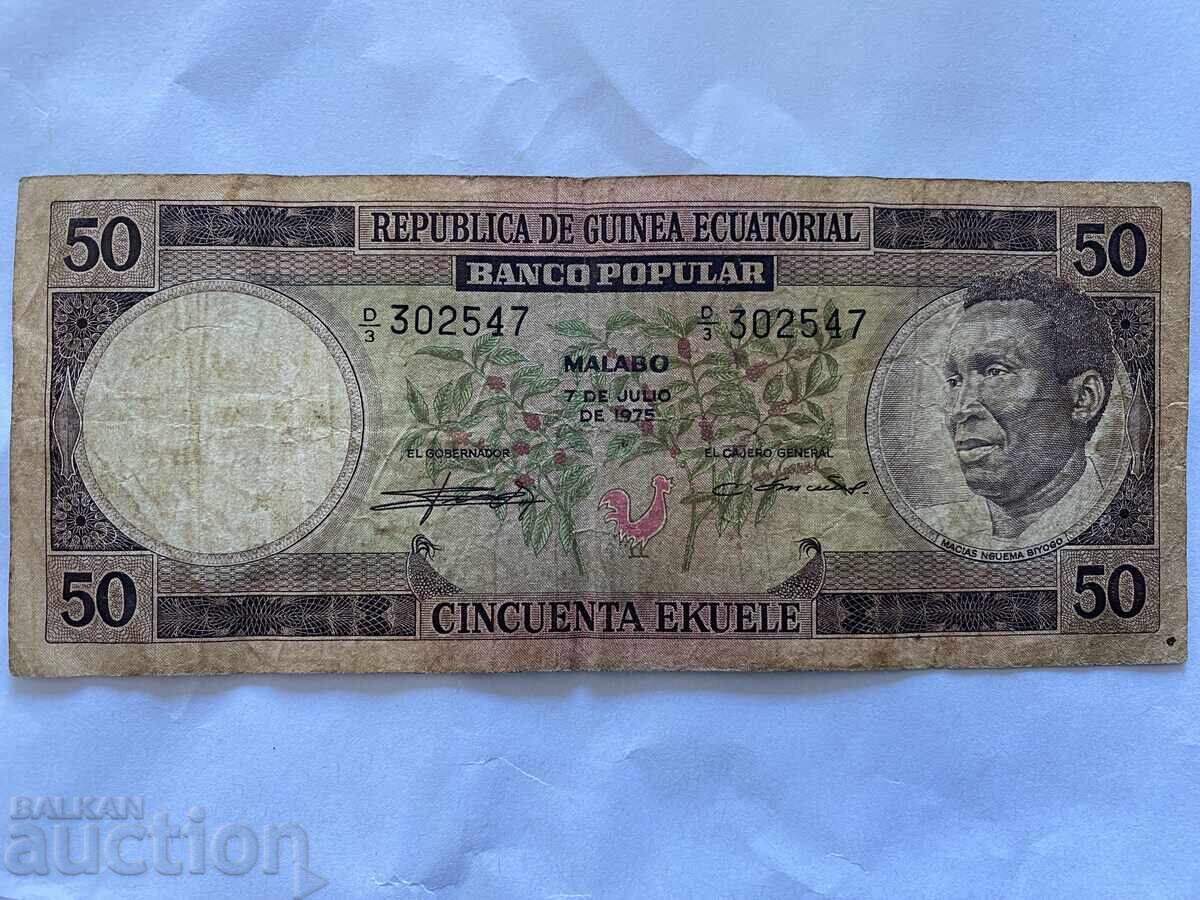 50 REPUBLICA DE GUINEA ECUATORIAL 50
BANCO POPULAR
D/3 302547 D/3 302547
MALABO
7 DE JULIO
DE 1975
EL GOBERNADOR EL CAJERO GENERAL
MACIAS NGUEMA BIYOGO
50 CINCUENTA EKUELE 50
BALKAN
auction